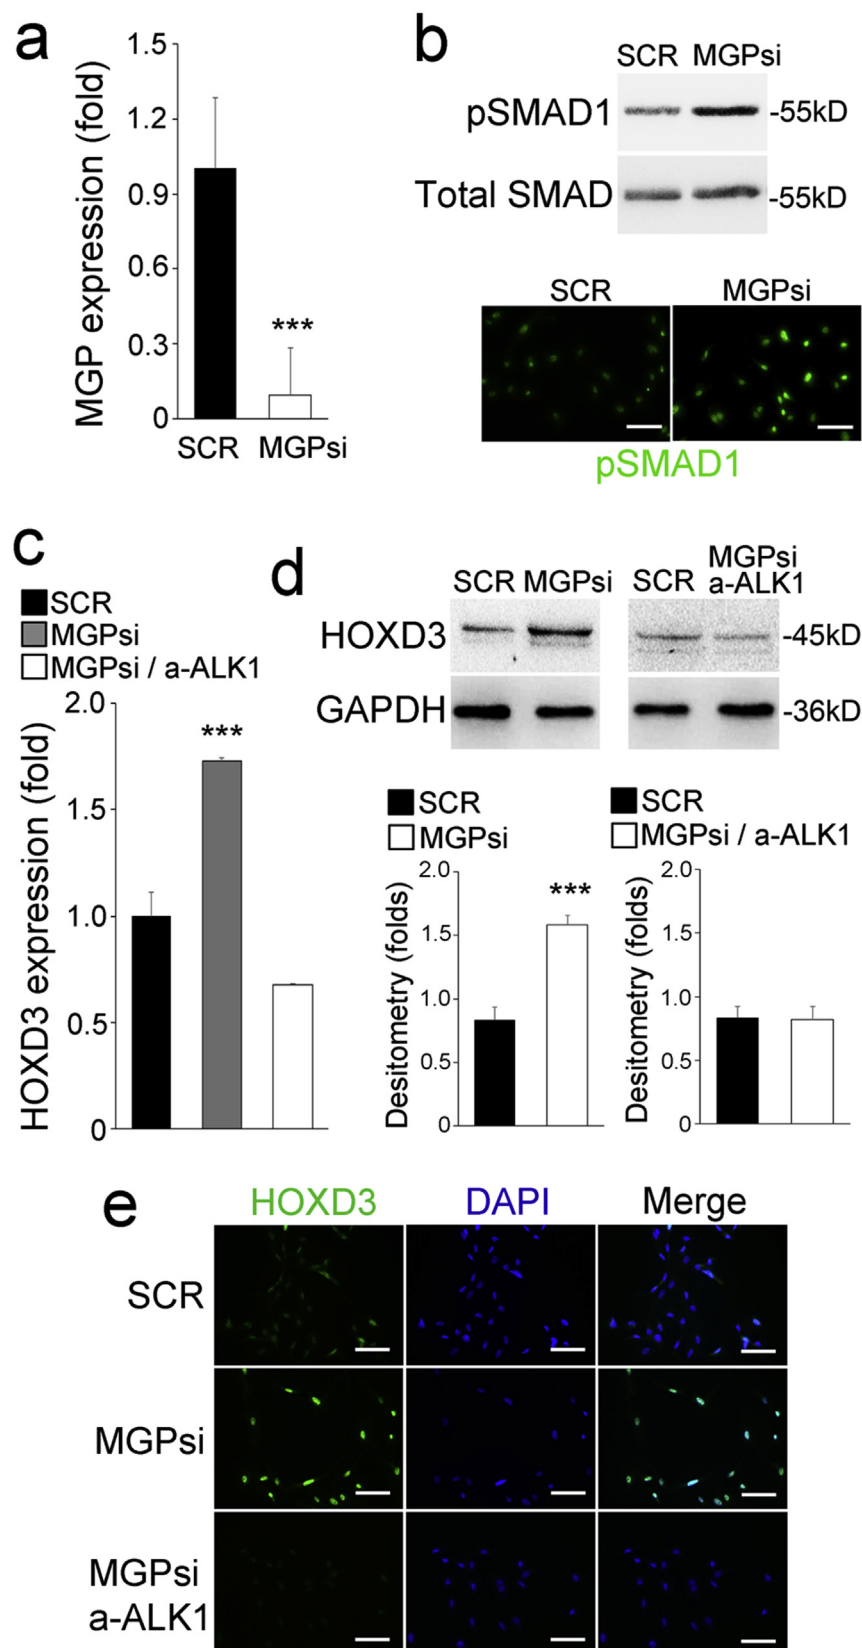 a
MGP expression (fold)
1.5
1.2
0.9
0.6
0.3
0
***
SCR MGPsi
b
SCR MGPsi
pSMAD1 -55kD
Total SMAD -55kD
SCR MGPsi
pSMAD1
c
SCR
MGPsi
MGPsi / a-ALK1
HOXD3 expression (fold)
2.0
1.5
1.0
0.5
0
***
d
SCR MGPsi SCR MGPsi
a-ALK1
HOXD3 -45kD
GAPDH -36kD
SCR
MGPsi
Desitometry (folds)
2.0
1.5
1.0
0.5
0
***
SCR
MGPsi / a-ALK1
Desitometry (folds)
2.0
1.5
1.0
0.5
0
e
HOXD3 DAPI Merge
SCR
MGPsi
MGPsi
a-ALK1